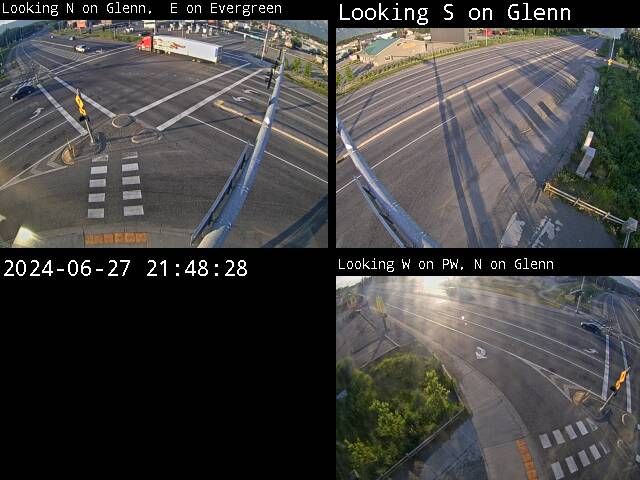 Looking N on Glenn,  E on Evergreen
Looking S on Glenn
2024-06-27 21:48:28
Looking W on PW, N on Glenn